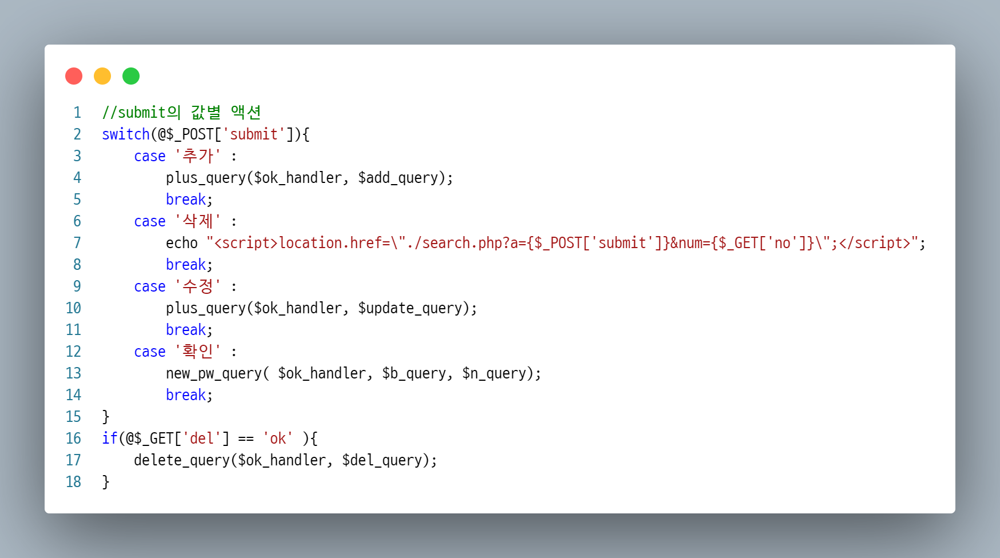 1 //submit의 값별 액션
2 switch(@$_POST['submit']){
3     case '추가' :
4         plus_query($ok_handler, $add_query);
5         break;
6     case '삭제' :
7         echo "<script>location.href=\"./search.php?a={$_POST['submit']}&num={$_GET['no']}\";</script>";
8         break;
9     case '수정' :
10         plus_query($ok_handler, $update_query);
11         break;
12     case '확인' :
13         new_pw_query( $ok_handler, $b_query, $n_query);
14         break;
15 }
16 if(@$_GET['del'] == 'ok' ){
17     delete_query($ok_handler, $del_query);
18 }